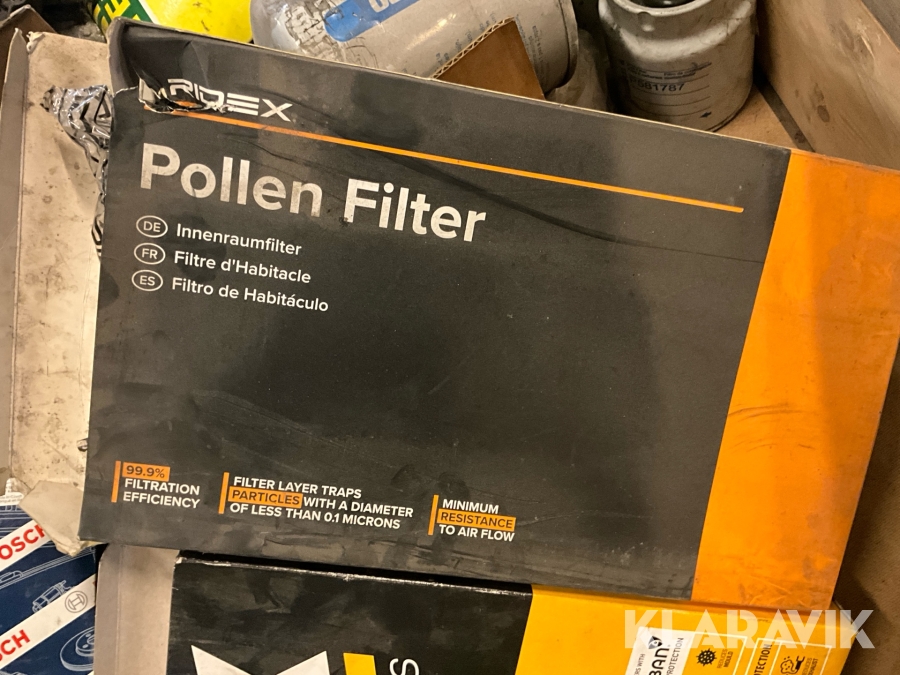 RIDEX
Pollen Filter
DE Innenraumfilter
FR Filtre d'Habitacle
ES Filtro de Habitáculo
99.9%
FILTRATION
EFFICIENCY
FILTER LAYER TRAPS
PARTICLES WITH A DIAMETER
OF LESS THAN 0.1 MICRONS
MINIMUM
RESISTANCE
TO AIR FLOW
BOSCH
KLARAVIK